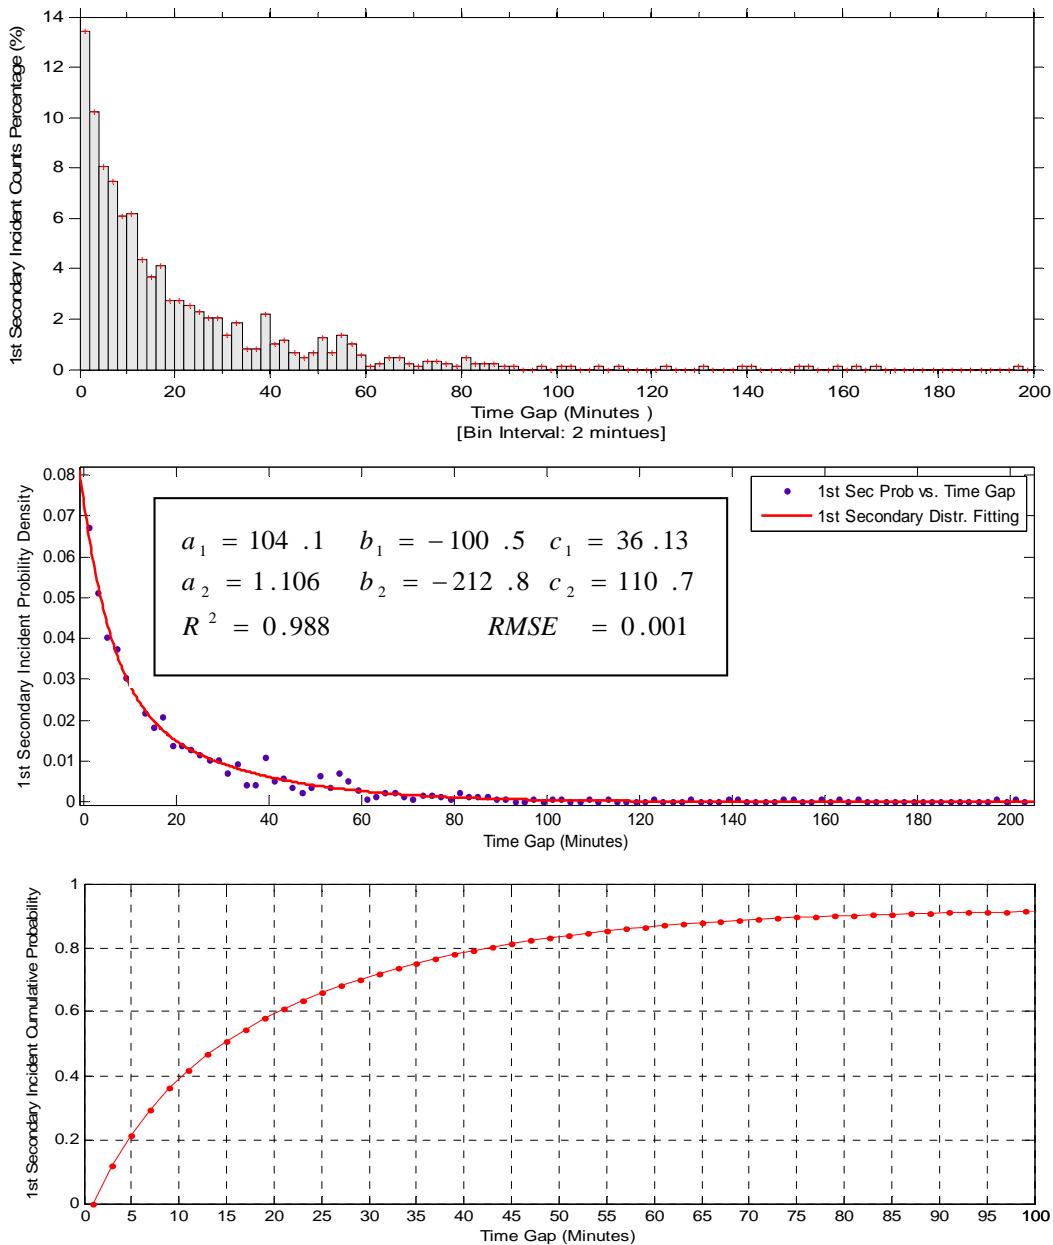 14
12
10
8
6
4
2
0
1st Secondary Incident Counts Percentage (%)
0 20 40 60 80 100 120 140 160 180 200
Time Gap (Minutes )
[Bin Interval: 2 mintues]
0.08
0.07
0.06
0.05
0.04
0.03
0.02
0.01
0
1st Secondary Incident Probility Density
a1 = 104 .1 b1 = −100 .5 c1 = 36 .13
a2 = 1.106 b2 = −212 .8 c2 = 110 .7
R 2 = 0.988 RMSE = 0.001
1st Sec Prob vs. Time Gap
1st Secondary Distr. Fitting
0 20 40 60 80 100 120 140 160 180 200
Time Gap (Minutes)
1
0.8
0.6
0.4
0.2
0
1st Secondary Incident Cumulative Probability
0 5 10 15 20 25 30 35 40 45 50 55 60 65 70 75 80 85 90 95 100
Time Gap (Minutes)